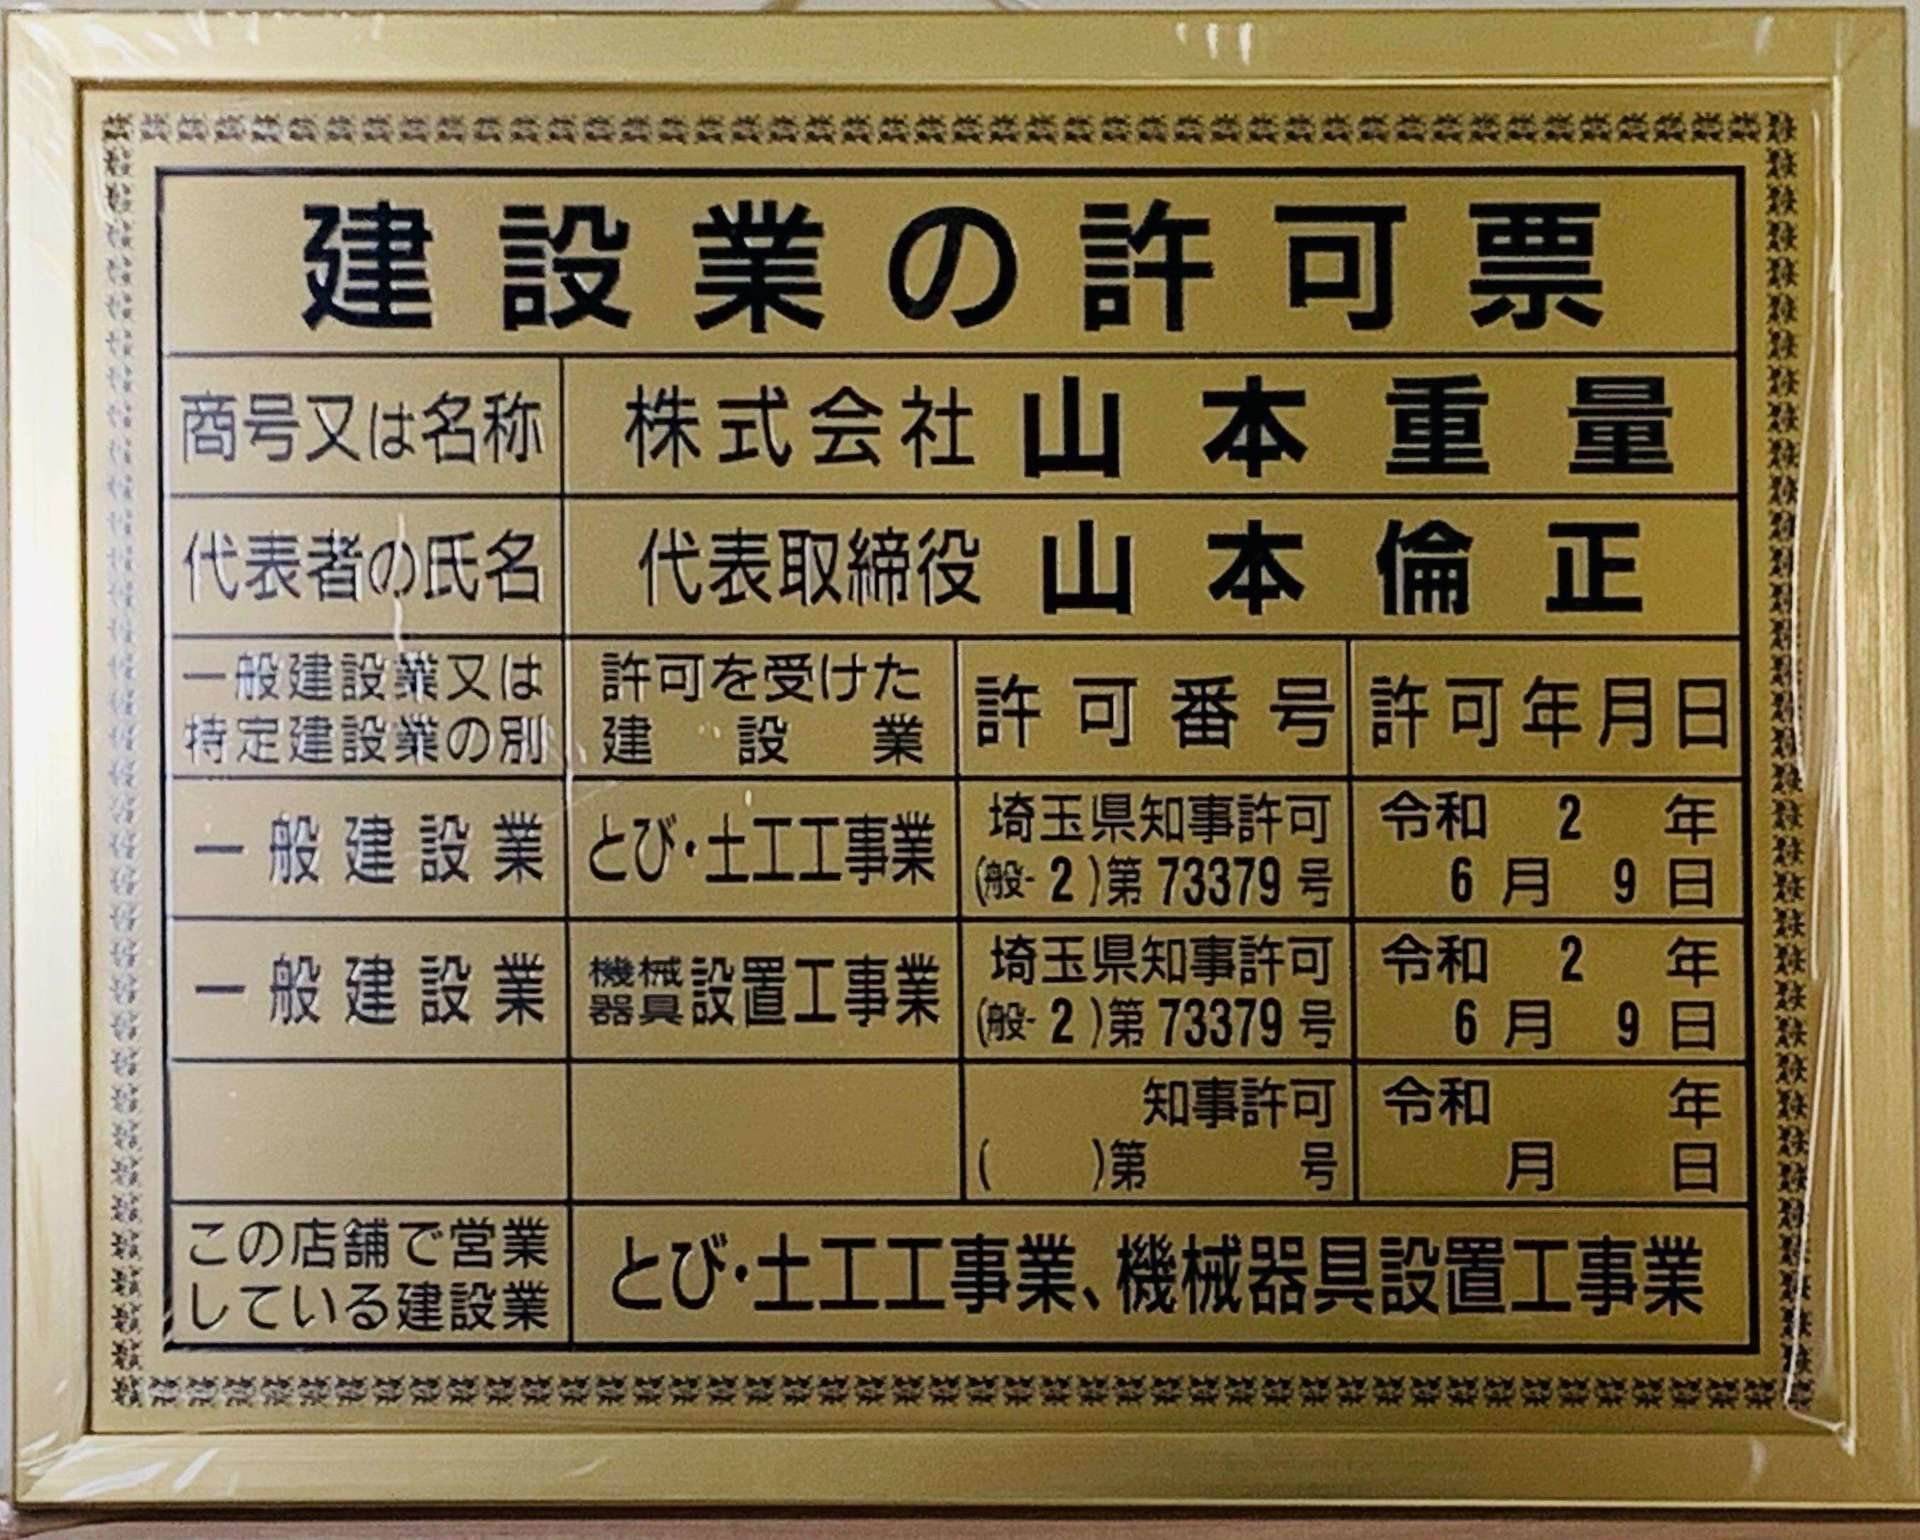 建設業の許可票
商号又は名称 株式会社 山本重量
代表者の氏名 代表取締役 山本倫正
一般建設業又は
特定建設業の別
許可を受けた
建設業
許可番号
許可年月日
一般建設業
とび・土工工事業
埼玉県知事許可
(般-2)第73379号
令和2年
6月9日
一般建設業
機械器具設置工事業
埼玉県知事許可
(般-2)第73379号
令和2年
6月9日
知事許可
( )第 号
令和 年
月 日
この店舗で営業
している建設業
とび・土工工事業、機械器具設置工事業